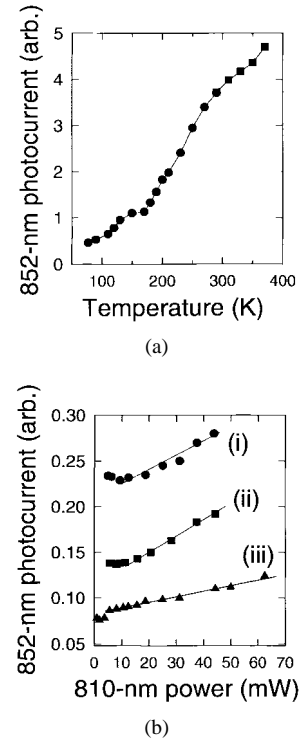 852-nm photocurrent (arb.)
5
4
3
2
1
0
100 200 300 400
Temperature (K)
(a)
852-nm photocurrent (arb.)
0.30
0.25
0.20
0.15
0.10
0.05
(i)
(ii)
(iii)
0 10 20 30 40 50 60 70
810-nm power (mW)
(b)